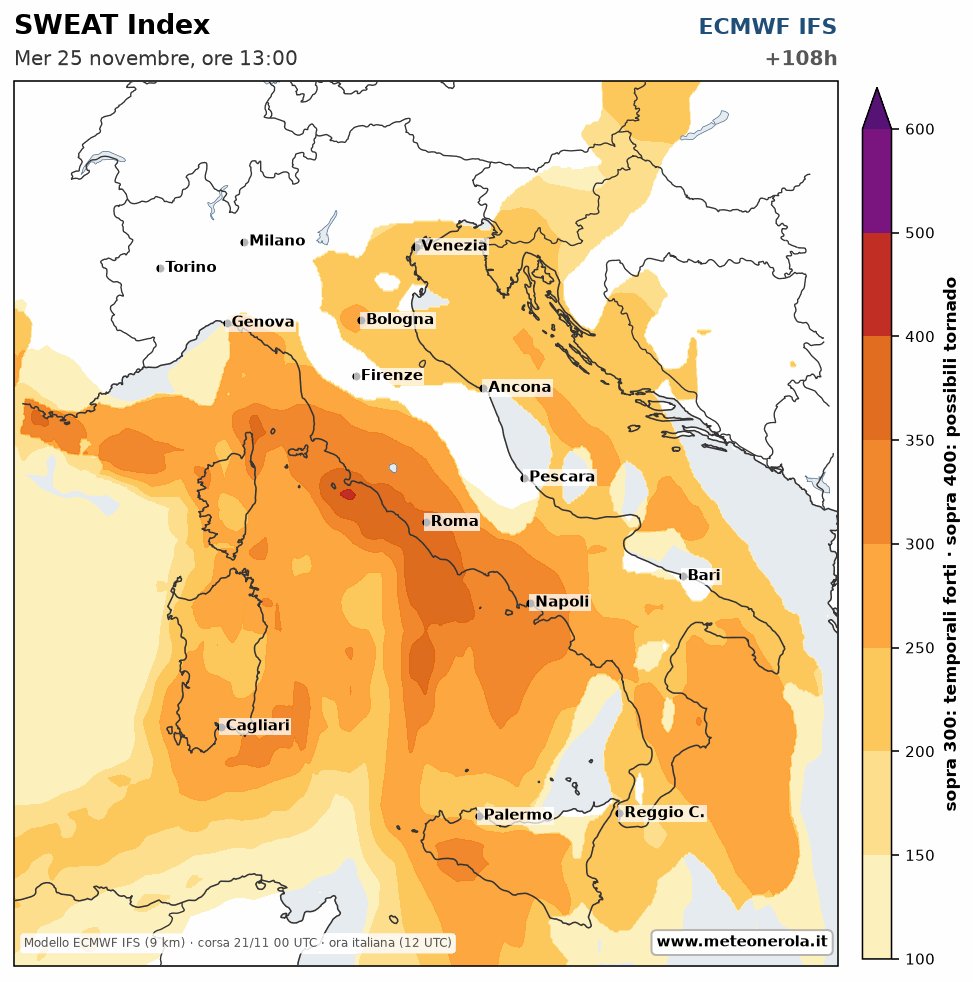 SWEAT Index
ECMWF IFS
Mer 25 novembre, ore 13:00
+108h
600
500
400
350
300
250
200
150
100
sopra 300: temporali forti · sopra 400: possibili tornado
Milano
Venezia
Torino
Genova
Bologna
Firenze
Ancona
Pescara
Roma
Bari
Napoli
Cagliari
Palermo
Reggio C.
Modello ECMWF IFS (9 km) · corsa 21/11 00 UTC · ora italiana (12 UTC)
www.meteonerola.it